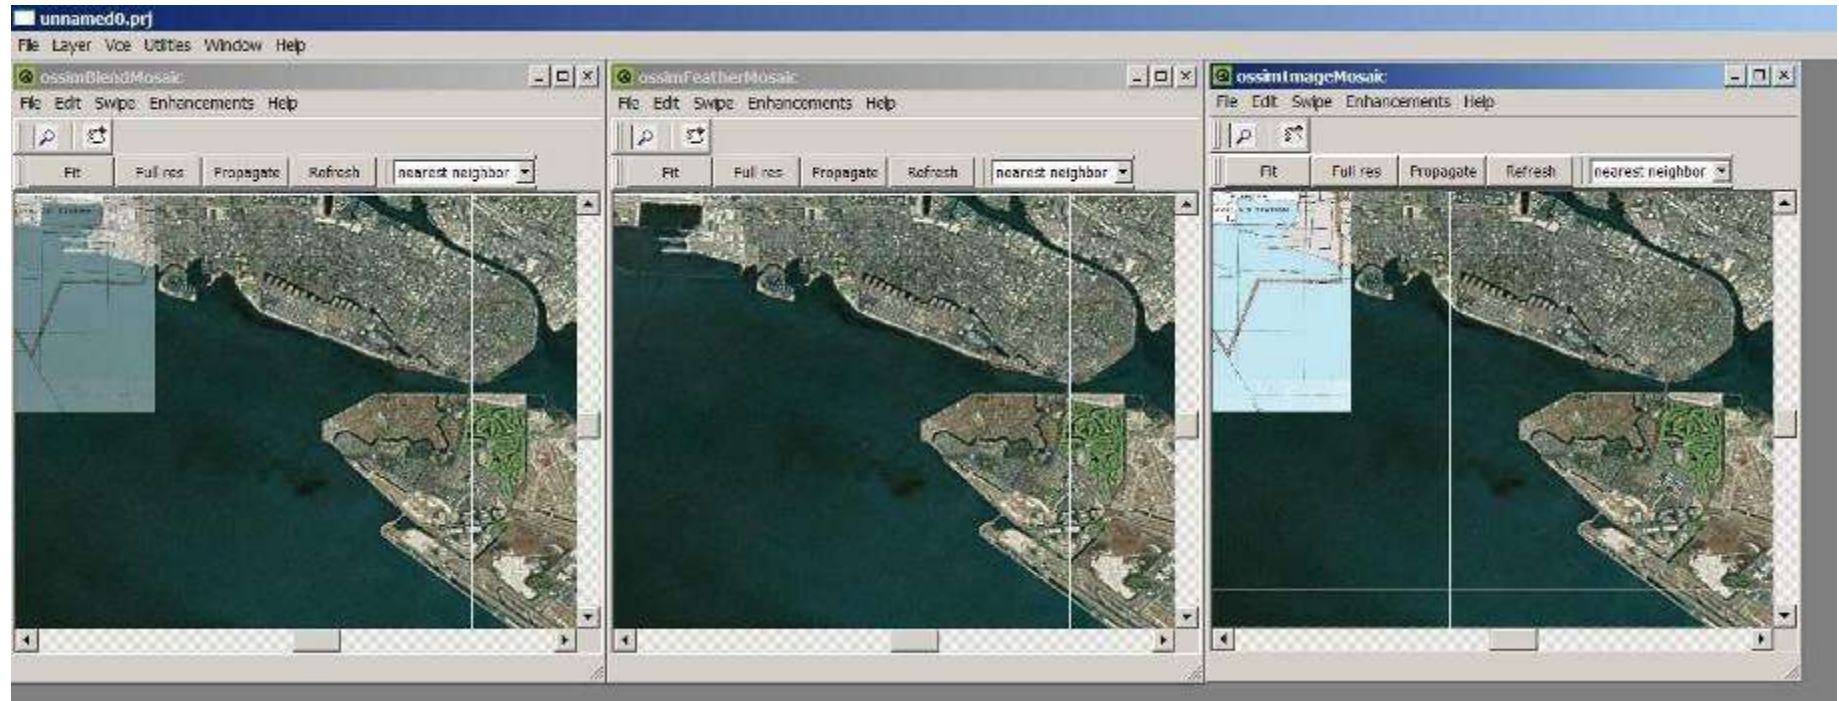 unnamed0.prj
File Layer Vce Utilities Window Help
ossimBlendMosaic
File Edit Swipe Enhancements Help
Fit Full res Propagate Refresh nearest neighbor
ossimFeatherMosaic
File Edit Swipe Enhancements Help
Fit Full res Propagate Refresh nearest neighbor
ossimImageMosaic
File Edit Swipe Enhancements Help
Fit Full res Propagate Refresh nearest neighbor